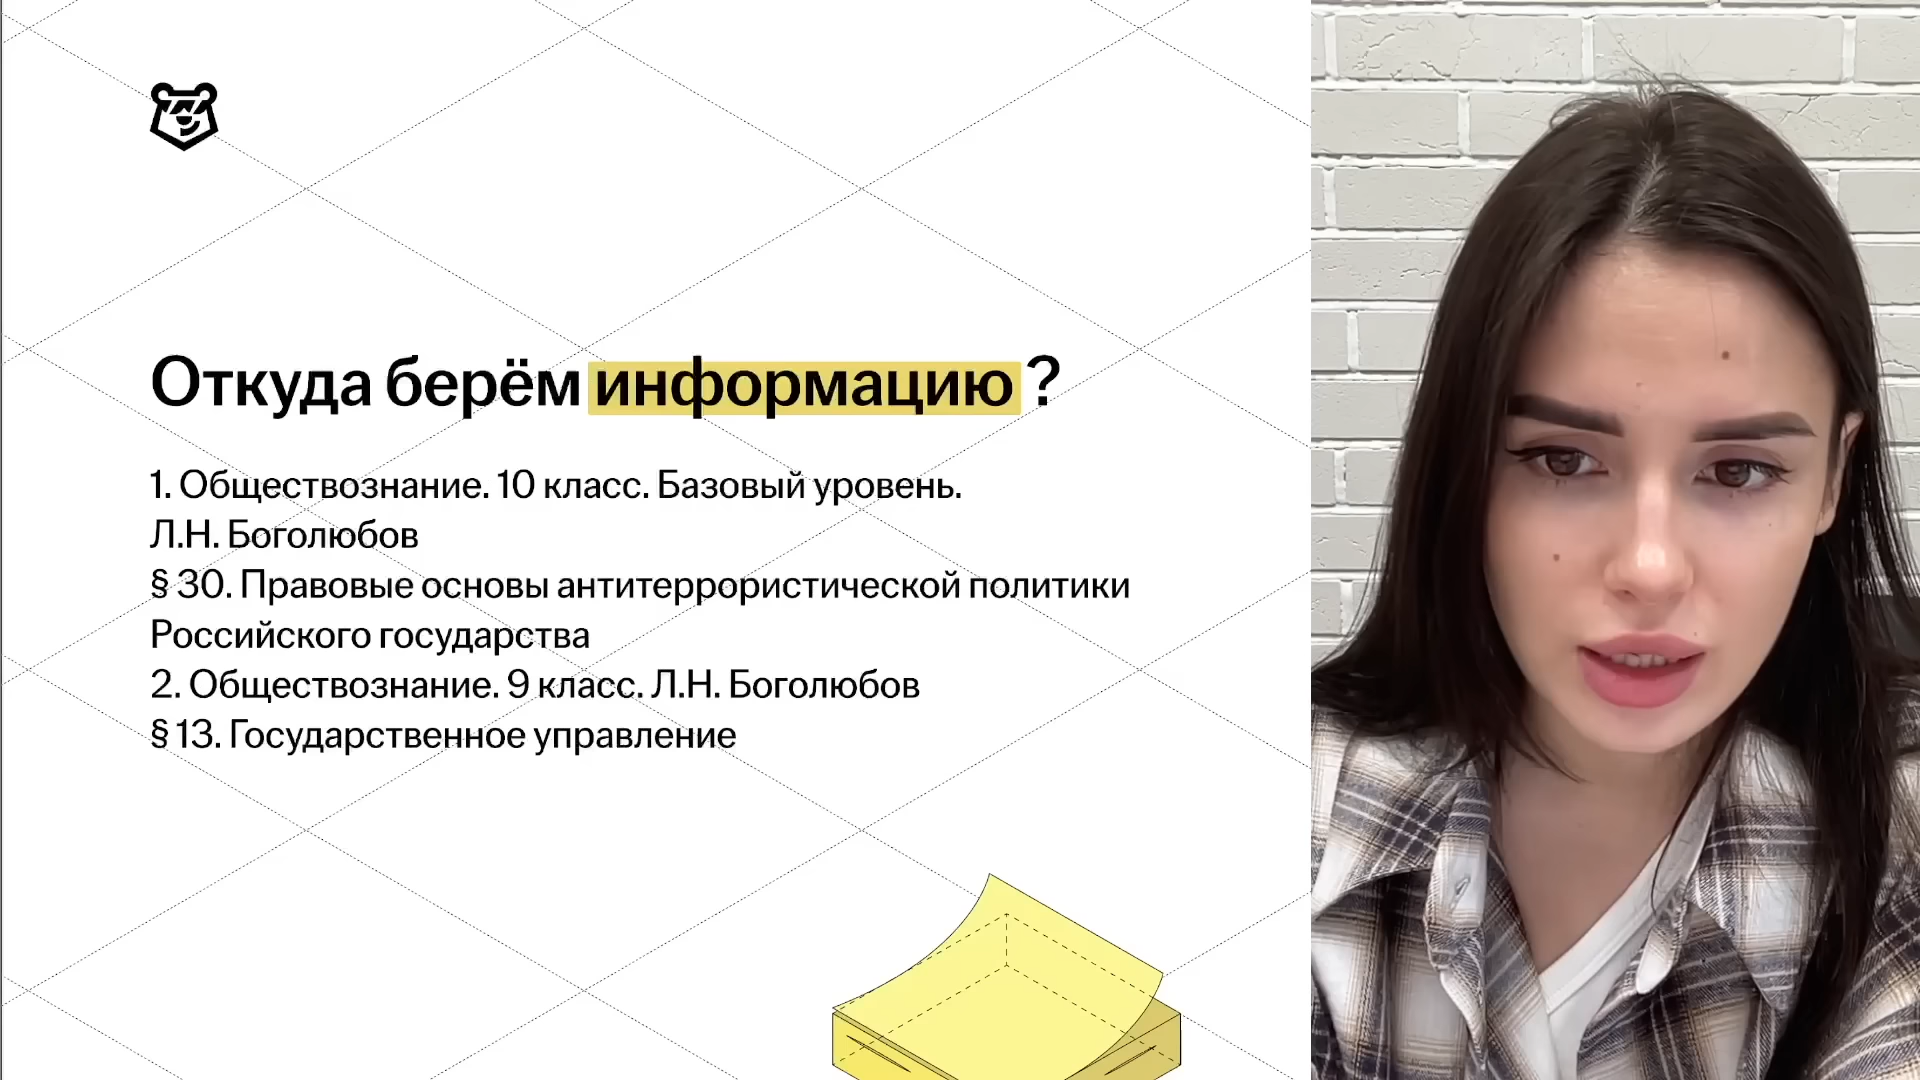 Откуда берём информацию?
1. Обществознание. 10 класс. Базовый уровень.
Л.Н. Боголюбов
§ 30. Правовые основы антитеррористической политики
Российского государства
2. Обществознание. 9 класс. Л.Н. Боголюбов
§ 13. Государственное управление